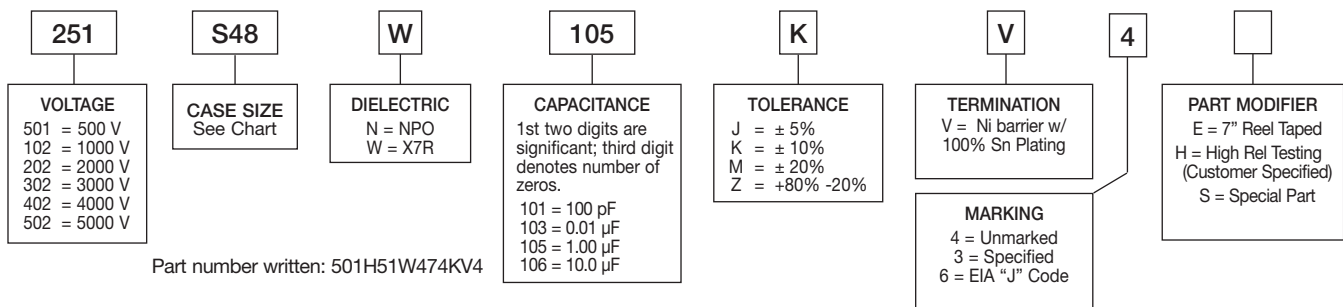 251
S48
W
105
K
V
4
VOLTAGE
501 = 500 V
102 = 1000 V
202 = 2000 V
302 = 3000 V
402 = 4000 V
502 = 5000 V
CASE SIZE
See Chart
DIELECTRIC
N = NPO
W = X7R
CAPACITANCE
1st two digits are
significant; third digit
denotes number of
zeros.
101 = 100 pF
103 = 0.01 µF
105 = 1.00 µF
106 = 10.0 µF
TOLERANCE
J = ± 5%
K = ± 10%
M = ± 20%
Z = +80% -20%
TERMINATION
V = Ni barrier w/
100% Sn Plating
MARKING
4 = Unmarked
3 = Specified
6 = EIA “J” Code
PART MODIFIER
E = 7” Reel Taped
H = High Rel Testing
(Customer Specified)
S = Special Part
Part number written: 501H51W474KV4